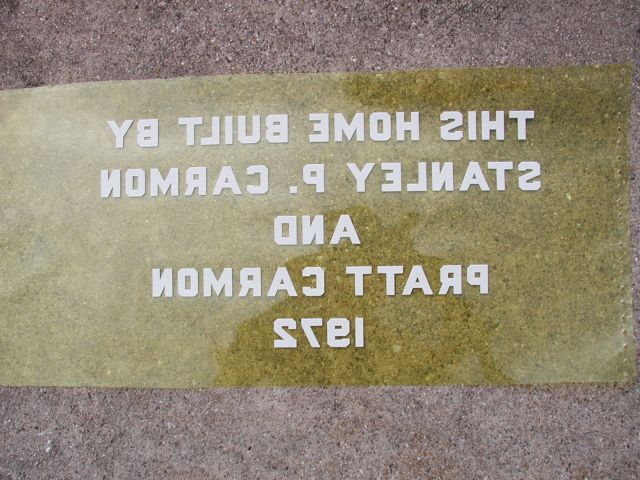 THIS HOME BUILT BY
STANLEY P. CARMON
AND
PRATT CARMON
1972